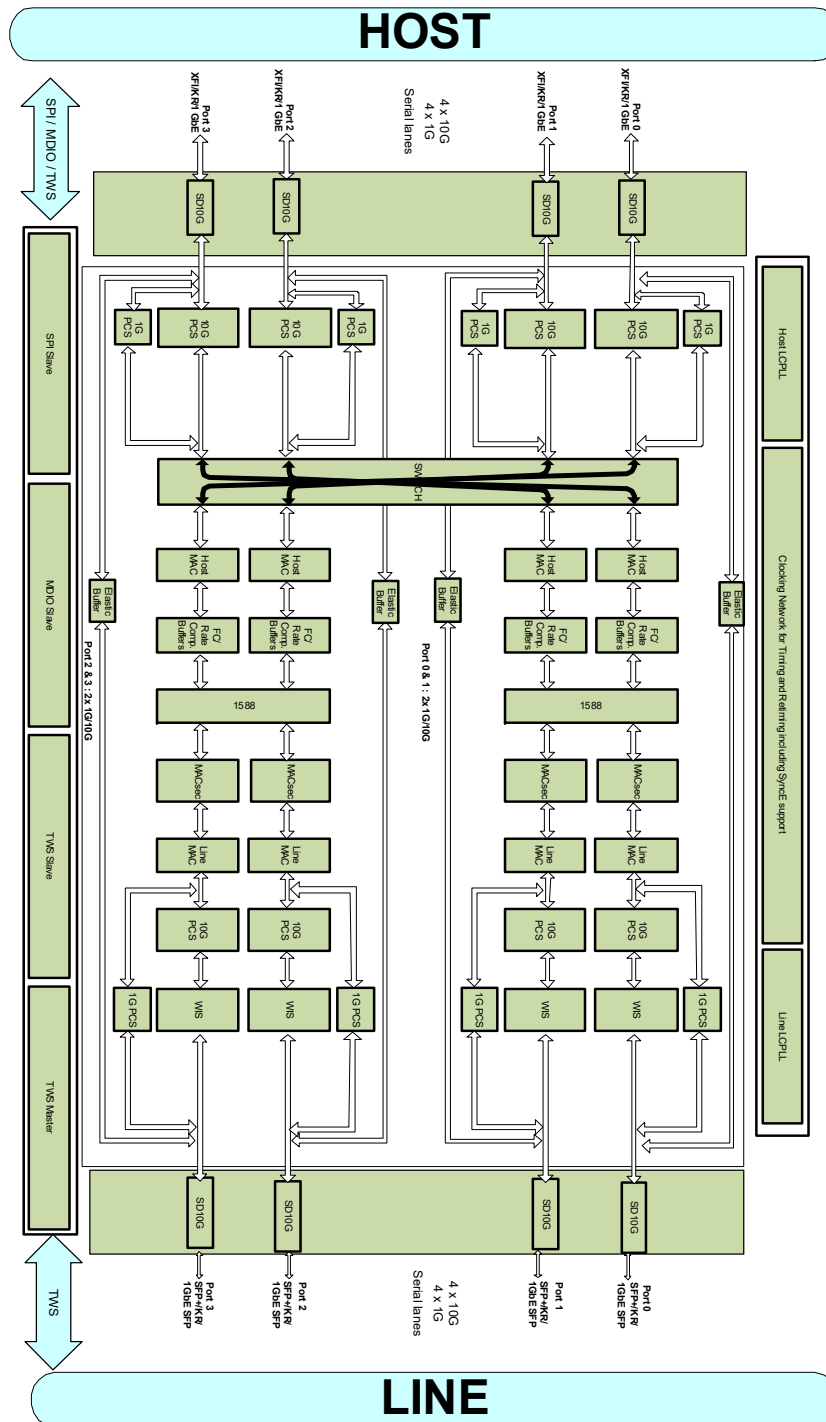 HOST
SPI / MDIO / TWS
Port 3
XFI/KR/1 GbE
Port 2
XFI/KR/1 GbE
4 x 10G
4 x 1G
Serial lanes
Port 1
XFI/KR/1 GbE
Port 0
XFI/KR/1 GbE
SD10G
SD10G
SD10G
SD10G
1G
PCS
10G
PCS
10G
PCS
1G
PCS
1G
PCS
10G
PCS
10G
PCS
1G
PCS
SPI Slave
Host LCPLL
SWITCH
Host
MAC
Host
MAC
Host
MAC
Host
MAC
Elastic
Buffer
Elastic
Buffer
Elastic
Buffer
Elastic
Buffer
FC/
Rate
Comp.
Buffers
FC/
Rate
Comp.
Buffers
FC/
Rate
Comp.
Buffers
FC/
Rate
Comp.
Buffers
MDIO Slave
Port 2 & 3 : 2x 1G/10G
Port 0 & 1 : 2x 1G/10G
Clocking Network for Timing and Retiming including SyncE support
1588
1588
MACsec
MACsec
MACsec
MACsec
TWS Slave
Line
MAC
Line
MAC
Line
MAC
Line
MAC
10G
PCS
10G
PCS
10G
PCS
10G
PCS
1G PCS
WIS
WIS
1G PCS
1G PCS
WIS
WIS
1G PCS
Line LCPLL
TWS Master
SD10G
SD10G
SD10G
SD10G
TWS
Port 3
SFP+/KR/
1GbE SFP
Port 2
SFP+/KR/
1GbE SFP
4 x 10G
4 x 1G
Serial lanes
Port 1
SFP+/KR/
1GbE SFP
Port 0
SFP+/KR/
1GbE SFP
LINE